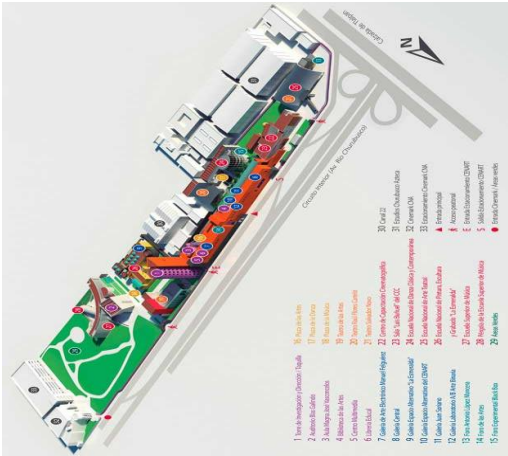 Calzada de Tlalpan
N
Circuito Interior (Av. Río Churubusco)
1 Torre de Investigación y Dirección / Taquilla
2 Auditorio Blas Galindo
3 Aula Magna José Vasconcelos
4 Biblioteca de las Artes
5 Centro Multimedia
6 Librería Educal
7 Galería de Arte Electrónico Manuel Felguérez
8 Galería Central
9 Galería Espacio Alternativo "La Esmeralda"
10 Galería Espacio Alternativo del CENART
11 Galería Juan Soriano
12 Galería Laboratorio A/B Arte Binaria
13 Foro Antonio López Mancera
14 Foro de las Artes
15 Foro Experimental Black Box
16 Plaza de las Artes
17 Plaza de la Danza
18 Plaza de la Música
19 Teatro de las Artes
20 Teatro Raúl Flores Canelo
21 Teatro Salvador Novo
22 Centro de Capacitación Cinematográfica
23 Sala "Luis Buñuel" del CCC
24 Escuela Nacional de Danza Clásica y Contemporánea
25 Escuela Nacional de Arte Teatral
26 Escuela Nacional de Pintura, Escultura
y Grabado "La Esmeralda"
27 Escuela Superior de Música
28 Pérgola de la Escuela Superior de Música
29 Áreas Verdes
30 Canal 22
31 Estudios Churubusco Azteca
32 Cinemark CNA
33 Estacionamiento Cinemark CNA
Entrada principal
Acceso peatonal
E Entrada Estacionamiento CENART
S Salida Estacionamiento CENART
Entrada Cinemark / Áreas verdes